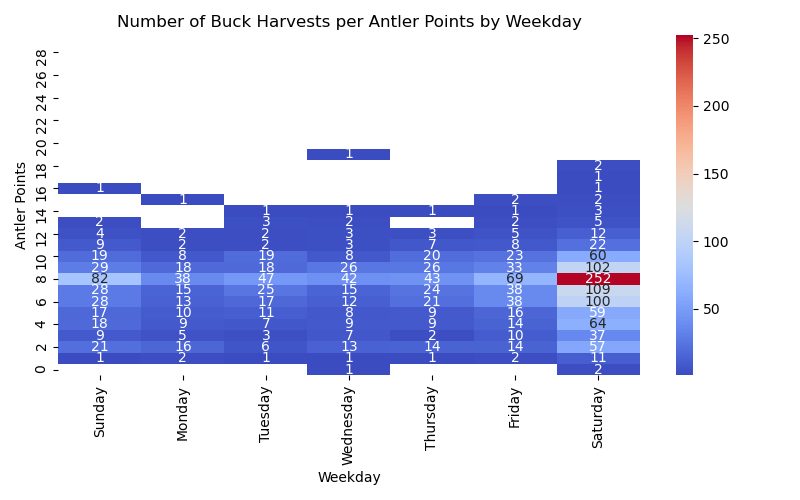 Number of Buck Harvests per Antler Points by Weekday
Antler Points
28
26
24
22
20
1
18 2
1
16 1 1
1 2 2
14 1 1 1 1 3
2 3 2 2 5
12 4 2 2 3 3 5 12
9 2 2 3 7 8 22
10 19 8 19 8 20 23 60
29 18 18 26 26 33 102
8 82 38 47 42 43 69 252
28 15 25 15 24 38 109
6 28 13 17 12 21 38 100
17 10 11 8 9 16 59
4 18 9 7 9 9 14 64
9 5 3 7 2 10 37
2 21 16 6 13 14 14 57
1 2 1 1 1 2 11
0 1 2
Sunday Monday Tuesday Wednesday Thursday Friday Saturday
Weekday
250
200
150
100
50